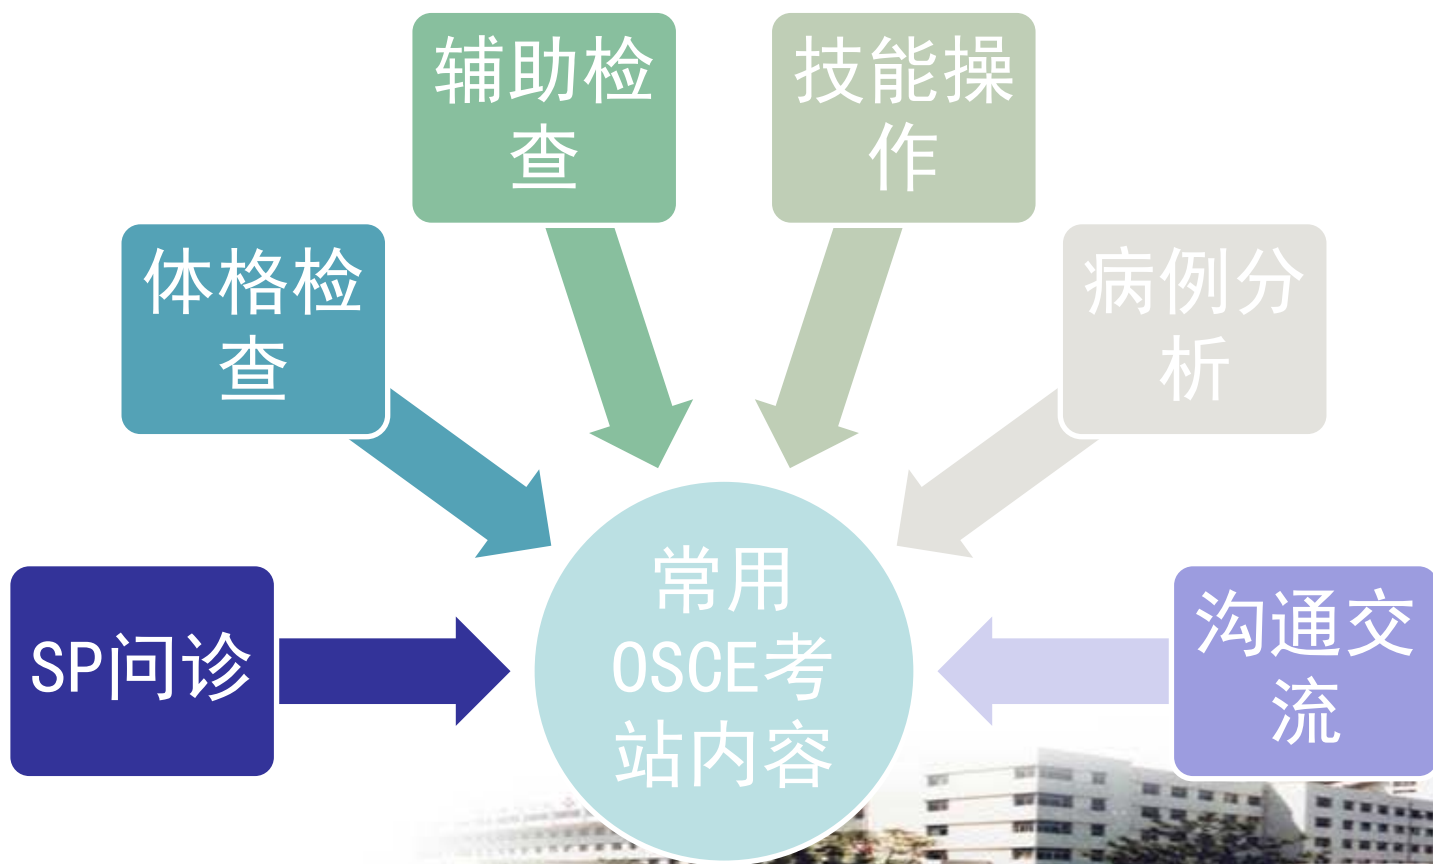 辅助检
查
技能操
作
体格检
查
病例分
析
SP问诊
沟通交
流
常用
OSCE考
站内容